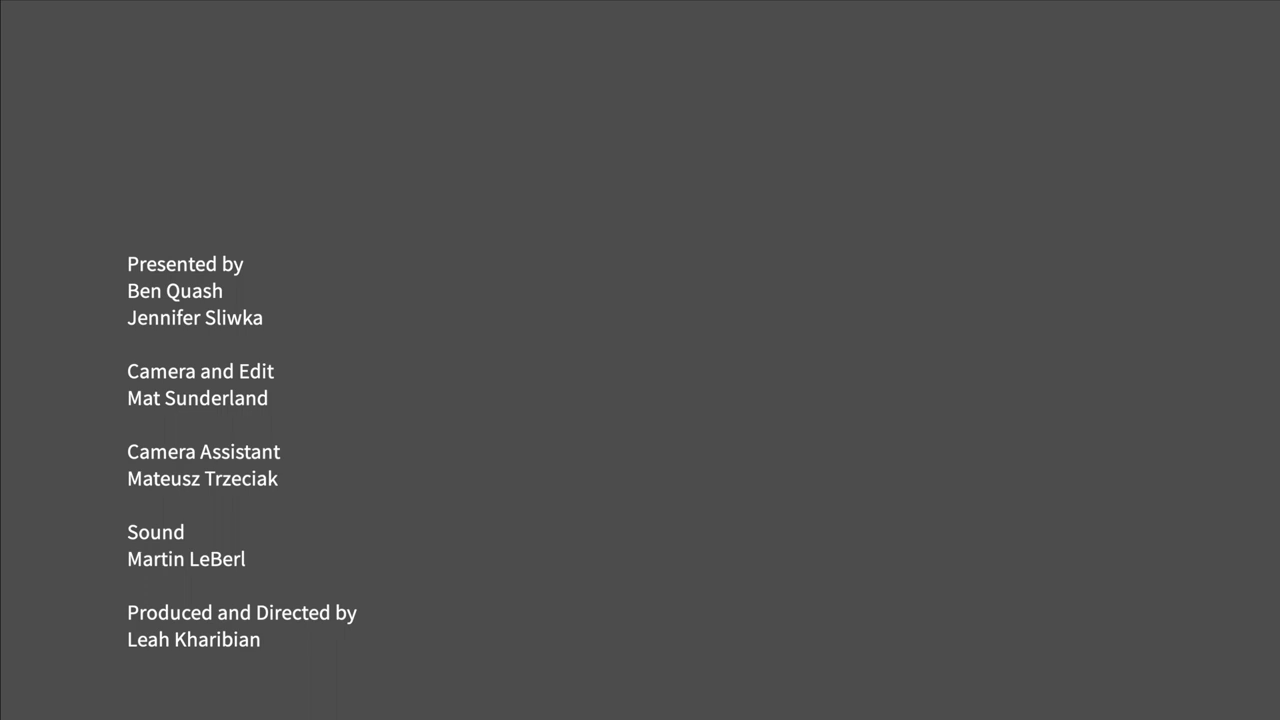 Presented by
Ben Quash
Jennifer Sliwka
Camera and Edit
Mat Sunderland
Camera Assistant
Mateusz Trzeciak
Sound
Martin LeBerl
Produced and Directed by
Leah Kharibian